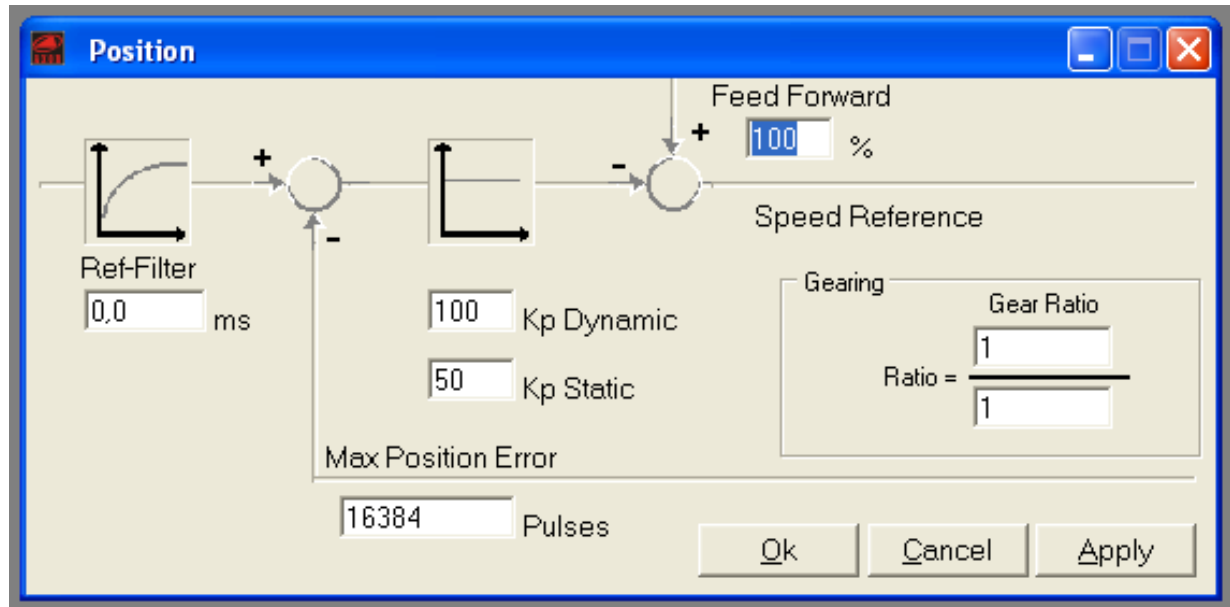 Position
Feed Forward
+
100 %
+
-
-
Speed Reference
Ref-Filter
0,0 ms
100 Kp Dynamic
50 Kp Static
Gearing
Gear Ratio
1
Ratio =
1
Max Position Error
16384 Pulses
Ok Cancel Apply